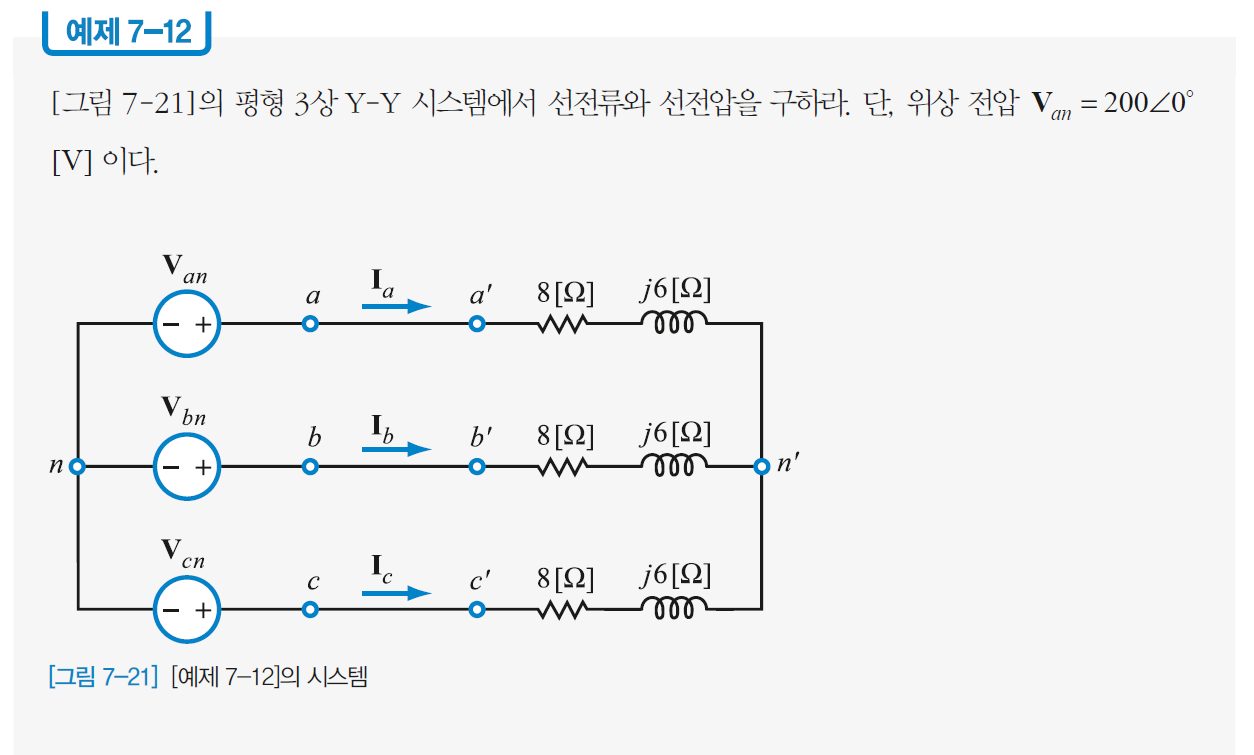 예제 7-12
[그림 7-21]의 평형 3상 Y-Y 시스템에서 선전류와 선전압을 구하라. 단, 위상 전압 V_an = 200∠0°
[V] 이다.
V_an
a I_a a′ 8[Ω] j6[Ω]
V_bn
b I_b b′ 8[Ω] j6[Ω]
n − + n′
V_cn
c I_c c′ 8[Ω] j6[Ω]
− +
− +
[그림 7-21] [예제 7-12]의 시스템